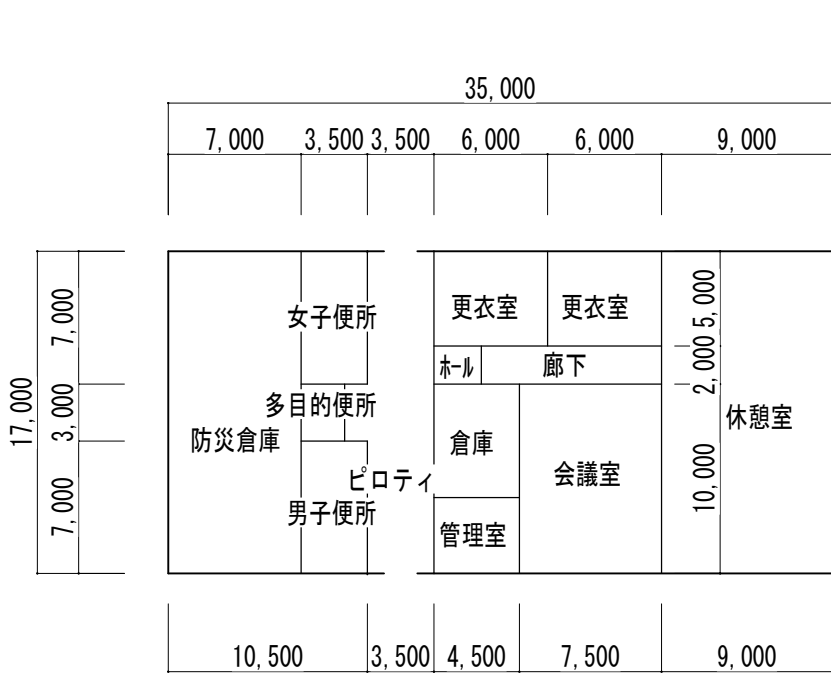 35,000
7,000 3,500 3,500 6,000 6,000 9,000
17,000
7,000
3,000
7,000
女子便所
多目的便所
防災倉庫
男子便所
ピロティ
更衣室 更衣室
ホール 廊下
倉庫
会議室
管理室
5,000
2,000
10,000
休憩室
10,500 3,500 4,500 7,500 9,000